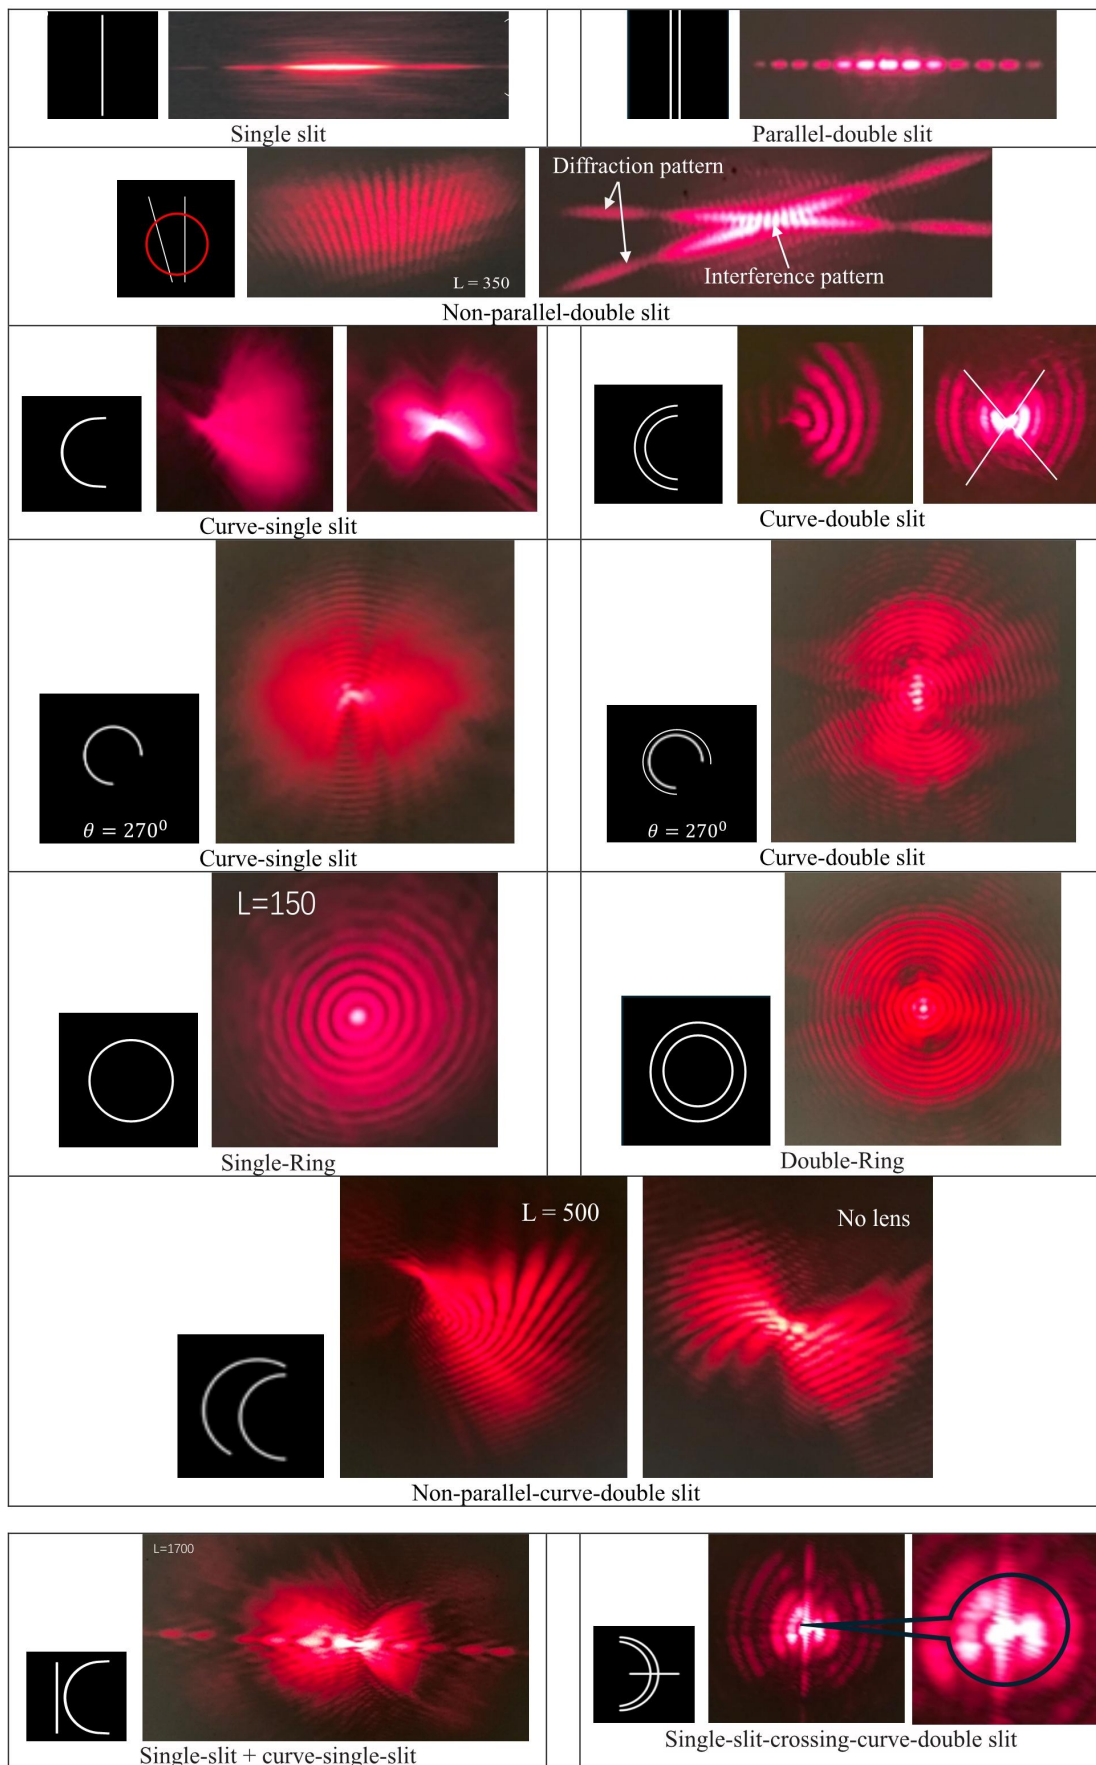 Single slit
Parallel-double slit
Diffraction pattern
L = 350
Interference pattern
Non-parallel-double slit
Curve-single slit
Curve-double slit
θ = 270⁰
θ = 270⁰
Curve-single slit
Curve-double slit
L=150
Single-Ring
Double-Ring
L = 500
No lens
Non-parallel-curve-double slit
L=1700
Single-slit + curve-single-slit
Single-slit-crossing-curve-double slit